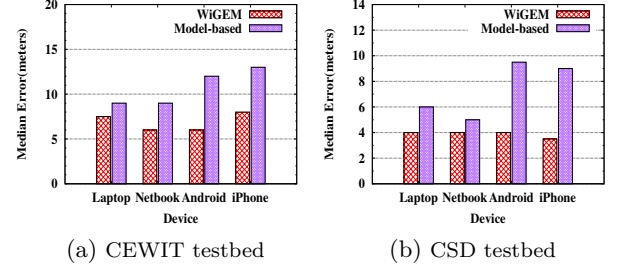 20
15
10
5
0
Median Error(meters)
WiGEM
Model-based
Laptop Netbook Android iPhone
Device
(a) CEWIT testbed
14
12
10
8
6
4
2
0
Median Error(meters)
WiGEM
Model-based
Laptop Netbook Android iPhone
Device
(b) CSD testbed